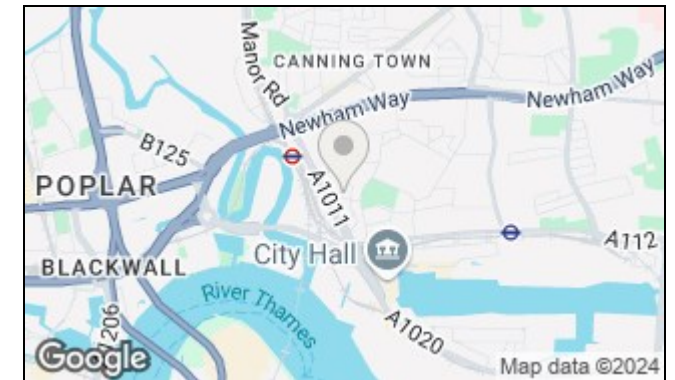 CANNING TOWN
Manor Rd
Newham Way
Newham Way
B125
A1011
POPLAR
A112
City Hall
BLACKWALL
River Thames
A1020
Google
Map data ©2024